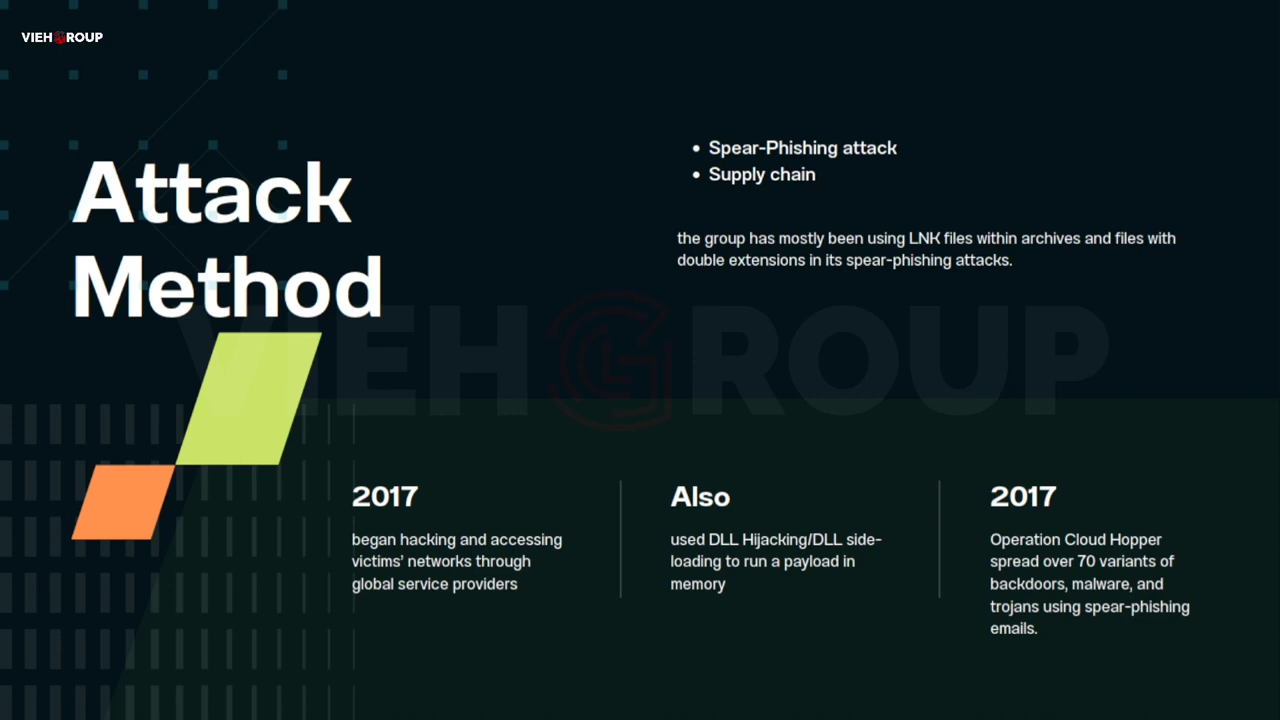 VIEHGROUP
Attack
Method
• Spear-Phishing attack
• Supply chain
the group has mostly been using LNK files within archives and files with
double extensions in its spear-phishing attacks.
VIEHGROUP
2017
began hacking and accessing
victims' networks through
global service providers
Also
used DLL Hijacking/DLL side-
loading to run a payload in
memory
2017
Operation Cloud Hopper
spread over 70 variants of
backdoors, malware, and
trojans using spear-phishing
emails.